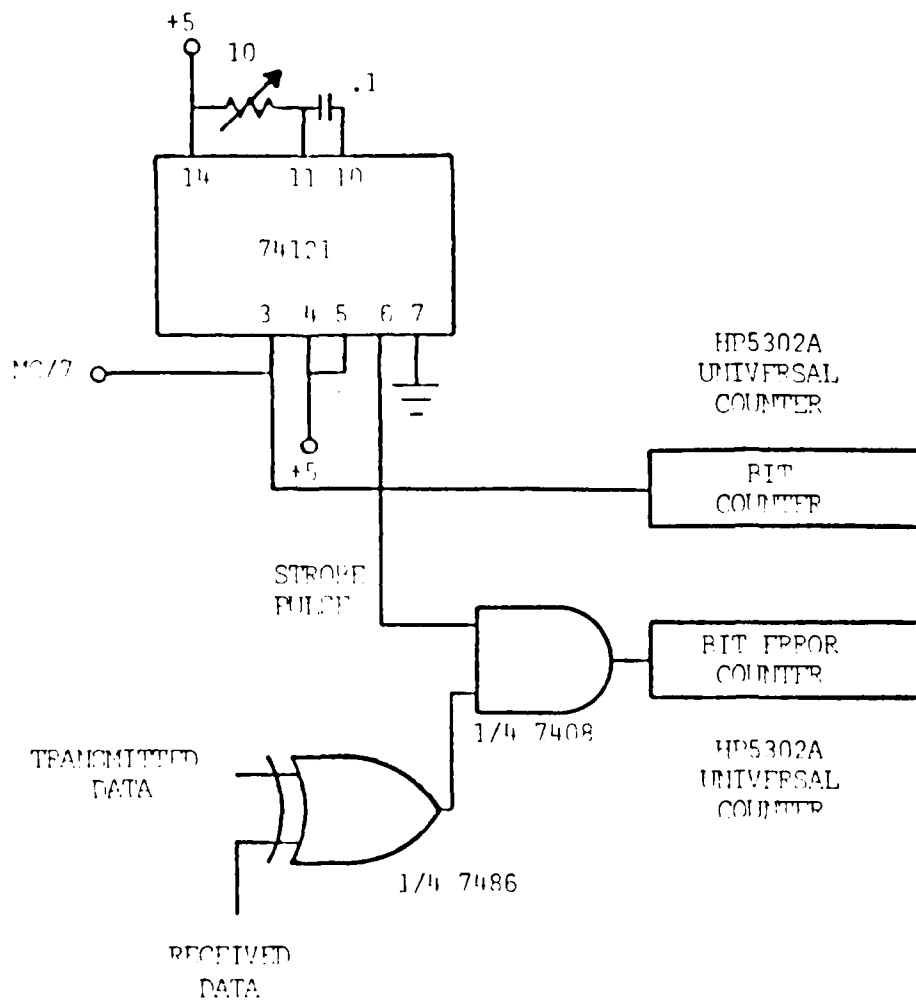 +5
10
.1
14 11 10
74121
3 4 5 6 7
+5
HP5302A
UNIVERSAL
COUNTER
BIT
COUNTER
STROBE
PULSE
BIT ERROR
COUNTER
1/4 7408
HP5302A
UNIVERSAL
COUNTER
TRANSMITTED
DATA
1/4 7486
RECEIVED
DATA